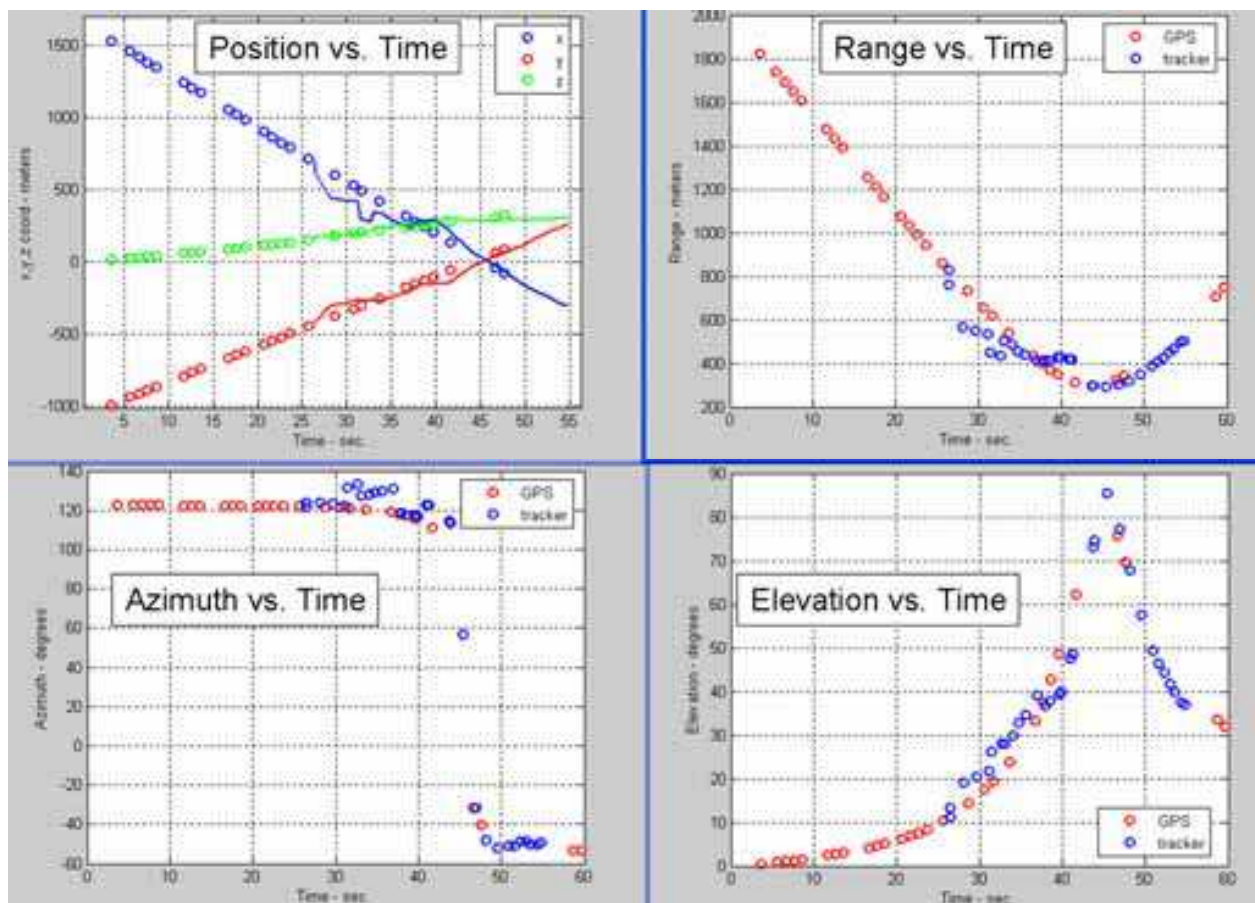 Position vs. Time
x
Y
z
x,y,z coord - meters
1500
1000
500
0
-500
-1000
5 10 15 20 25 30 35 40 45 50 55
Time - sec.
Range vs. Time
GPS
tracker
Range - meters
2000
1800
1600
1400
1200
1000
800
600
400
200
0 10 20 30 40 50 60
Time - sec.
Azimuth vs. Time
GPS
tracker
Azimuth - degrees
140
120
100
80
60
40
20
0
-20
-40
-60
0 10 20 30 40 50 60
Time - sec.
Elevation vs. Time
GPS
tracker
Elevation - degrees
90
80
70
60
50
40
30
20
10
0
0 10 20 30 40 50 60
Time - sec.